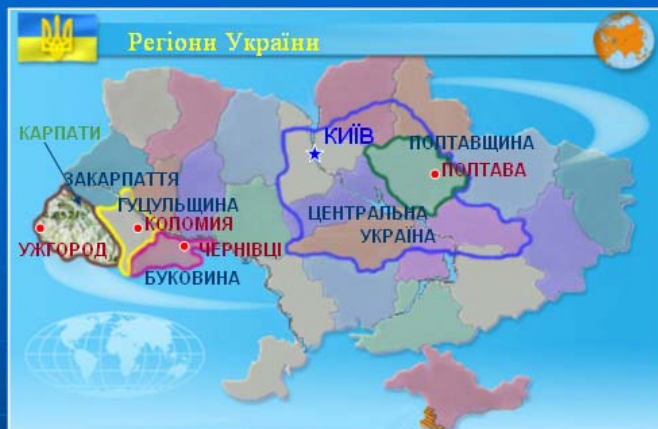 Регіони України
КИЇВ
КАРПАТИ
ПОЛТАВЩИНА
ПОЛТАВА
ЗАКАРПАТТЯ
ГУЦУЛЬЩИНА
ЦЕНТРАЛЬНА
УКРАЇНА
КОЛОМИЯ
УЖГОРОД
ЧЕРНІВЦІ
БУКОВИНА